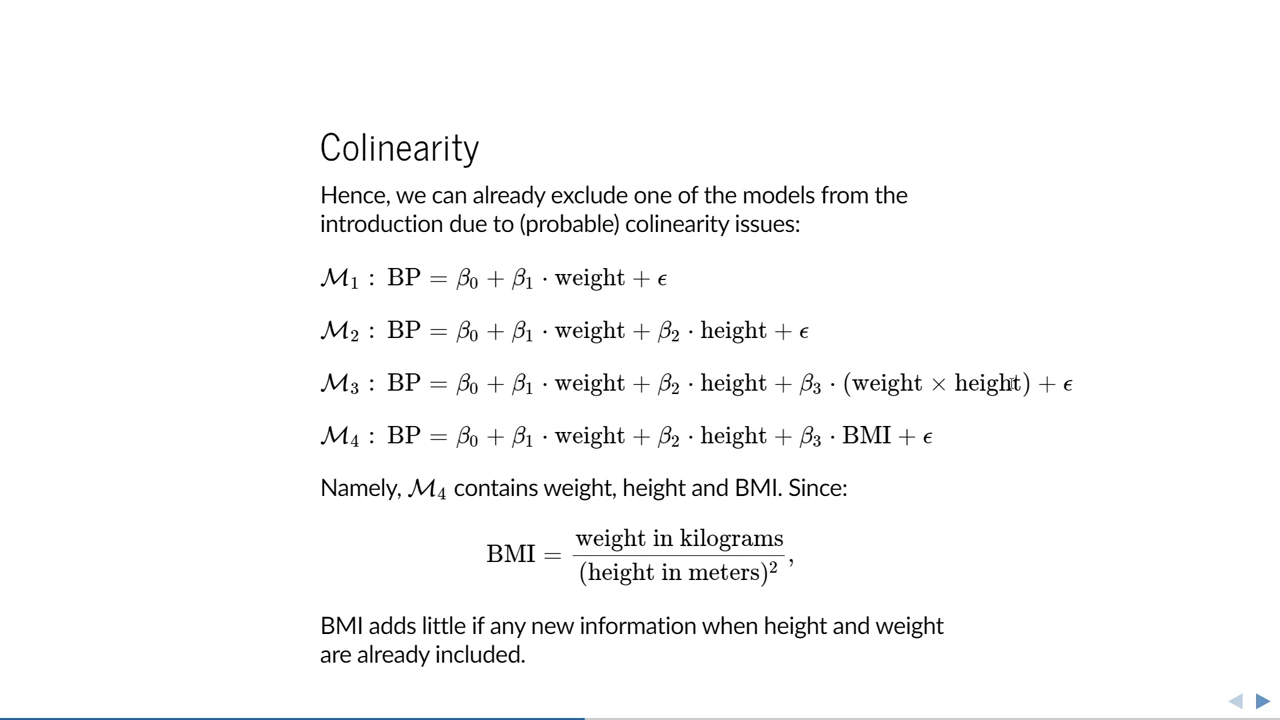 Colinearity
Hence, we can already exclude one of the models from the
introduction due to (probable) colinearity issues:
ℳ₁ : BP = β₀ + β₁ · weight + ϵ
ℳ₂ : BP = β₀ + β₁ · weight + β₂ · height + ϵ
ℳ₃ : BP = β₀ + β₁ · weight + β₂ · height + β₃ · (weight × height) + ϵ
ℳ₄ : BP = β₀ + β₁ · weight + β₂ · height + β₃ · BMI + ϵ
Namely, ℳ₄ contains weight, height and BMI. Since:
BMI = weight in kilograms / (height in meters)²,
BMI adds little if any new information when height and weight
are already included.